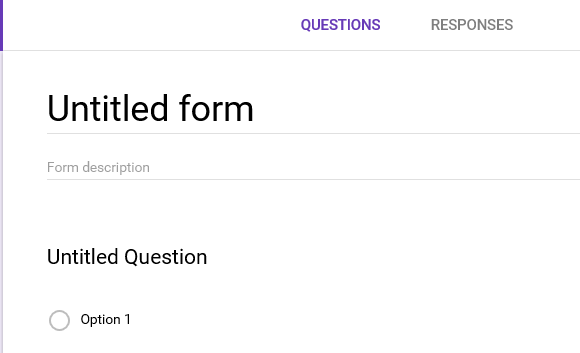 QUESTIONS RESPONSES
Untitled form
Form description
Untitled Question
Option 1